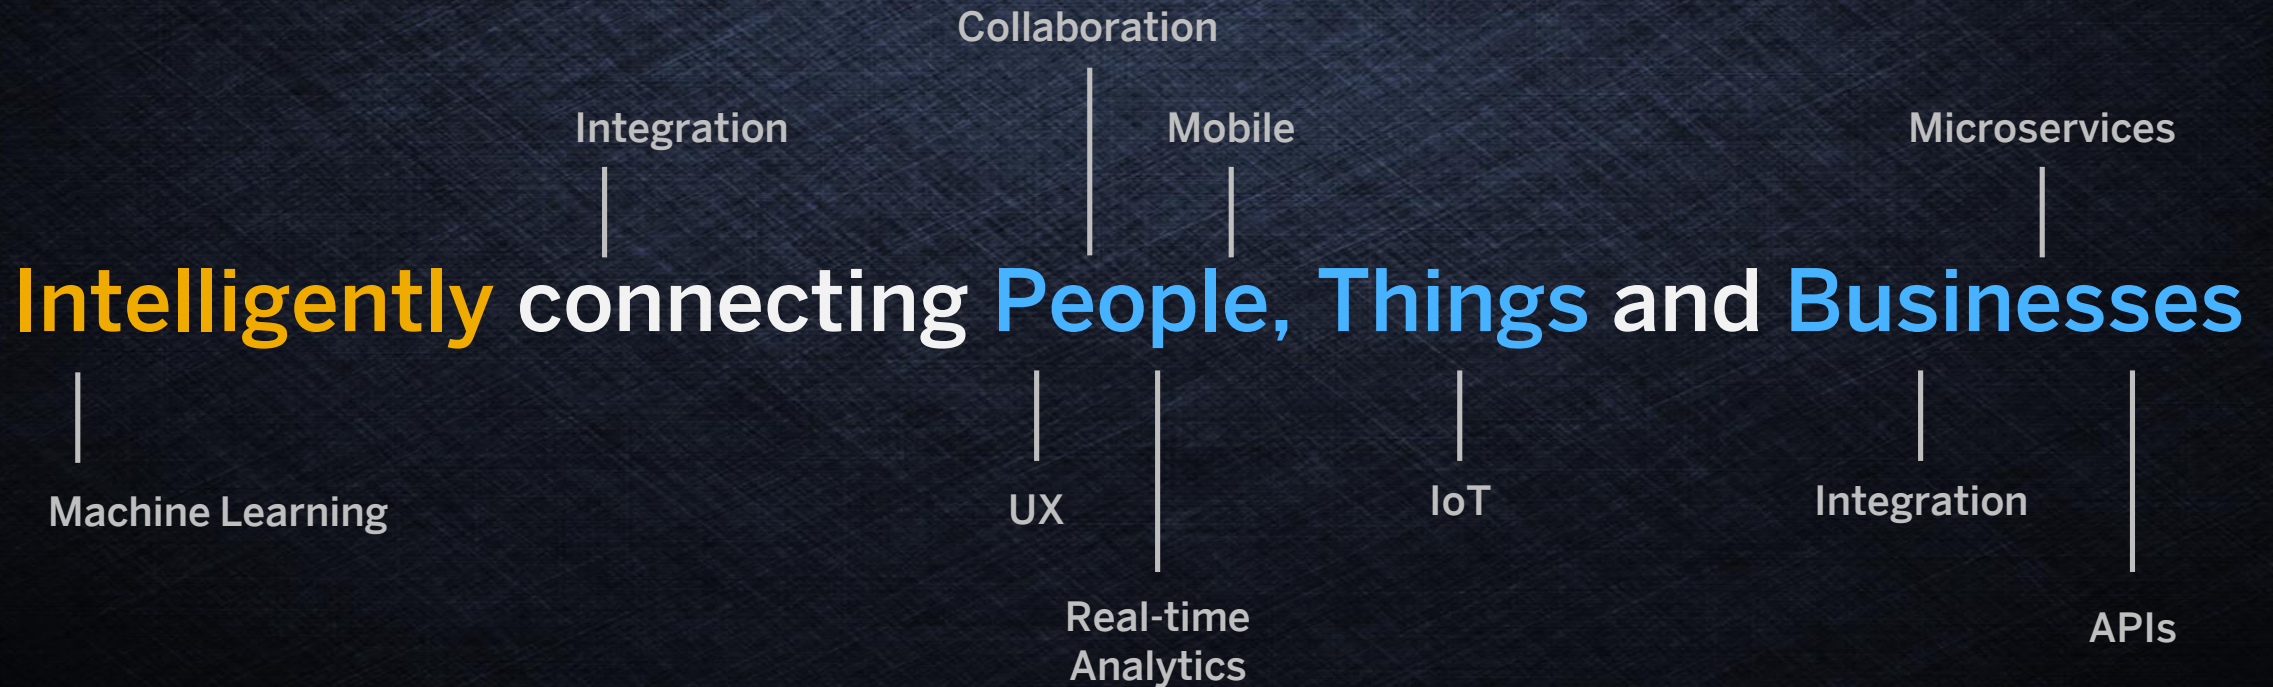 Collaboration
Integration Mobile Microservices
Intelligently connecting People, Things and Businesses
Machine Learning UX IoT Integration
Real-time
Analytics
APIs